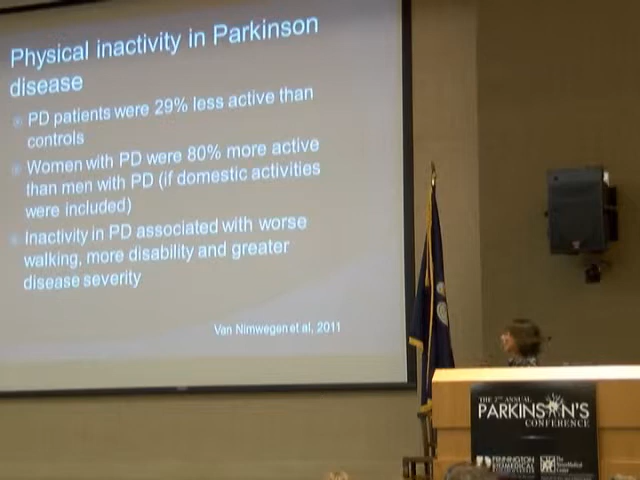 Physical inactivity in Parkinson
disease
PD patients were 29% less active than
controls
Women with PD were 80% more active
than men with PD (if domestic activities
were included)
Inactivity in PD associated with worse
walking, more disability and greater
disease severity
Van Nimwegen et al, 2011
THE 2ND ANNUAL
PARKINSON'S
CONFERENCE
PENNINGTON
BIOMEDICAL